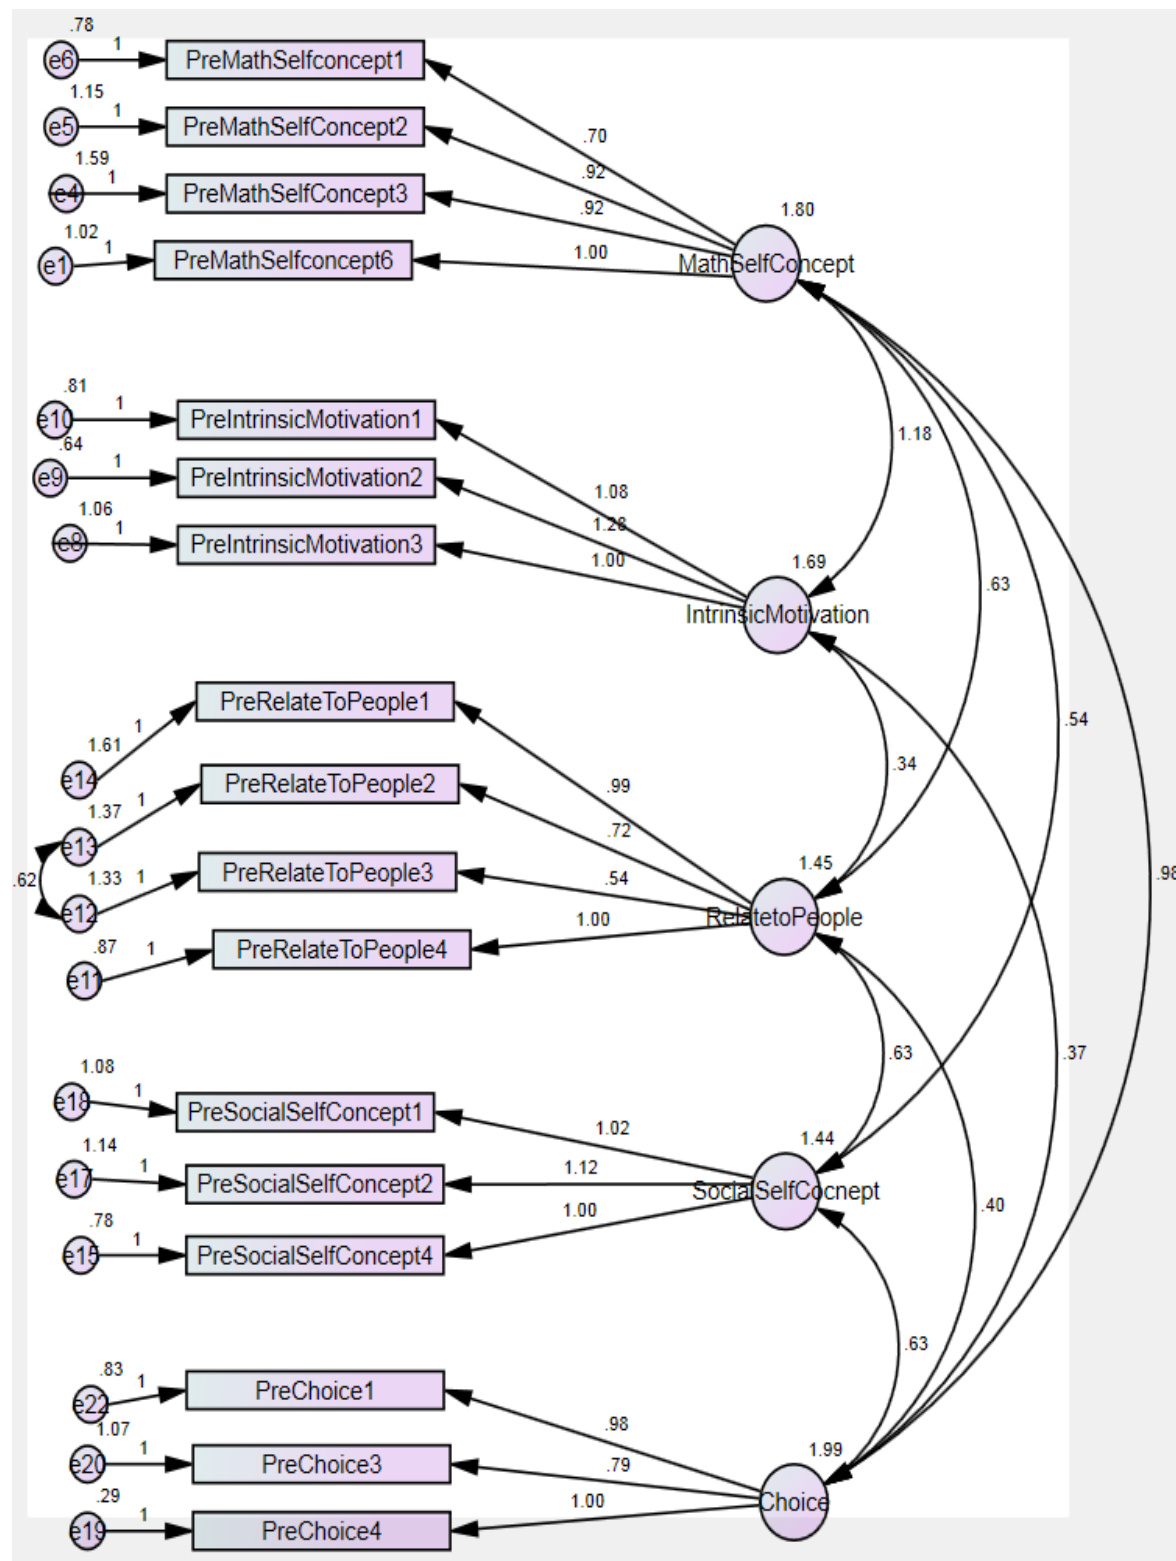 .78
e6 1 PreMathSelfconcept1
1.15
e5 1 PreMathSelfConcept2
.70
1.59
e4 1 PreMathSelfConcept3
.92
.92
1.80
1.02
e1 1 PreMathSelfconcept6
1.00
MathSelfConcept
.81
e10 1 PreIntrinsicMotivation1
1.18
.64
e9 1 PreIntrinsicMotivation2
1.08
1.06
e8 1 PreIntrinsicMotivation3
1.28
1.00
1.69
.63
IntrinsicMotivation
PreRelateToPeople1
1
1.61
e14
.54
PreRelateToPeople2
.99
.34
1.37 1
e13
.72
PreRelateToPeople3
.62
1.33 1
.54
1.45
.98
e12
1.00
RelatetoPeople
PreRelateToPeople4
.87 1
e11
1.08
.63
.37
e18 1 PreSocialSelfConcept1
1.02
1.44
1.14
e17 1 PreSocialSelfConcept2
1.12
SocialSelfCocnept
.78
1.00
.40
e15 1 PreSocialSelfConcept4
.63
.83
e22 1 PreChoice1
.98
1.07
e20 1 PreChoice3
.79
1.99
.29
1.00
Choice
e19 1 PreChoice4